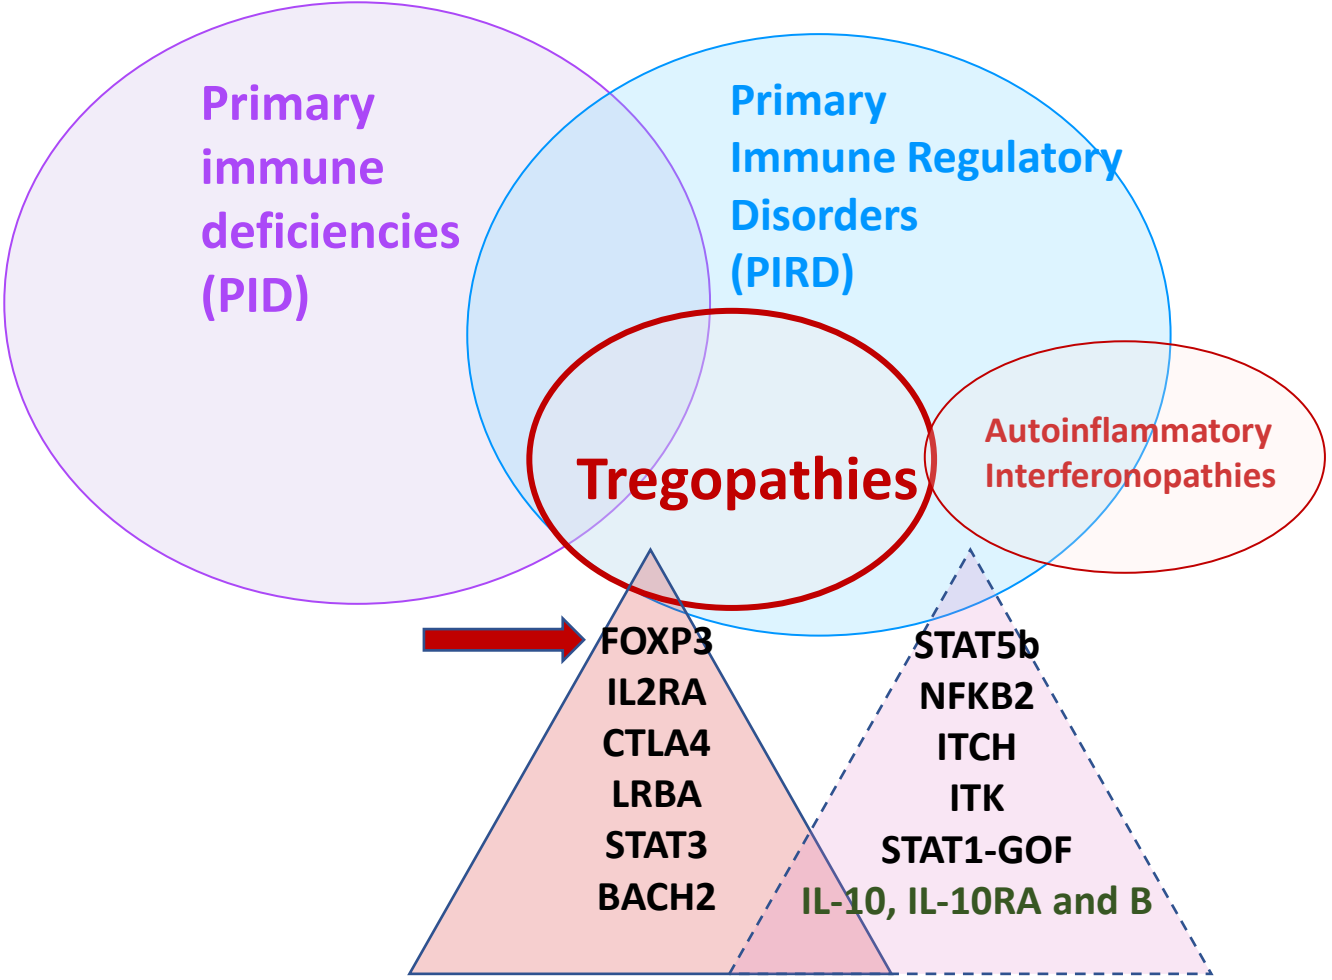 Primary
immune
deficiencies
(PID)
Primary
Immune Regulatory
Disorders
(PIRD)
Autoinflammatory
Interferonopathies
Tregopathies
FOXP3
IL2RA
CTLA4
LRBA
STAT3
BACH2
STAT5b
NFKB2
ITCH
ITK
STAT1-GOF
IL-10, IL-10RA and B